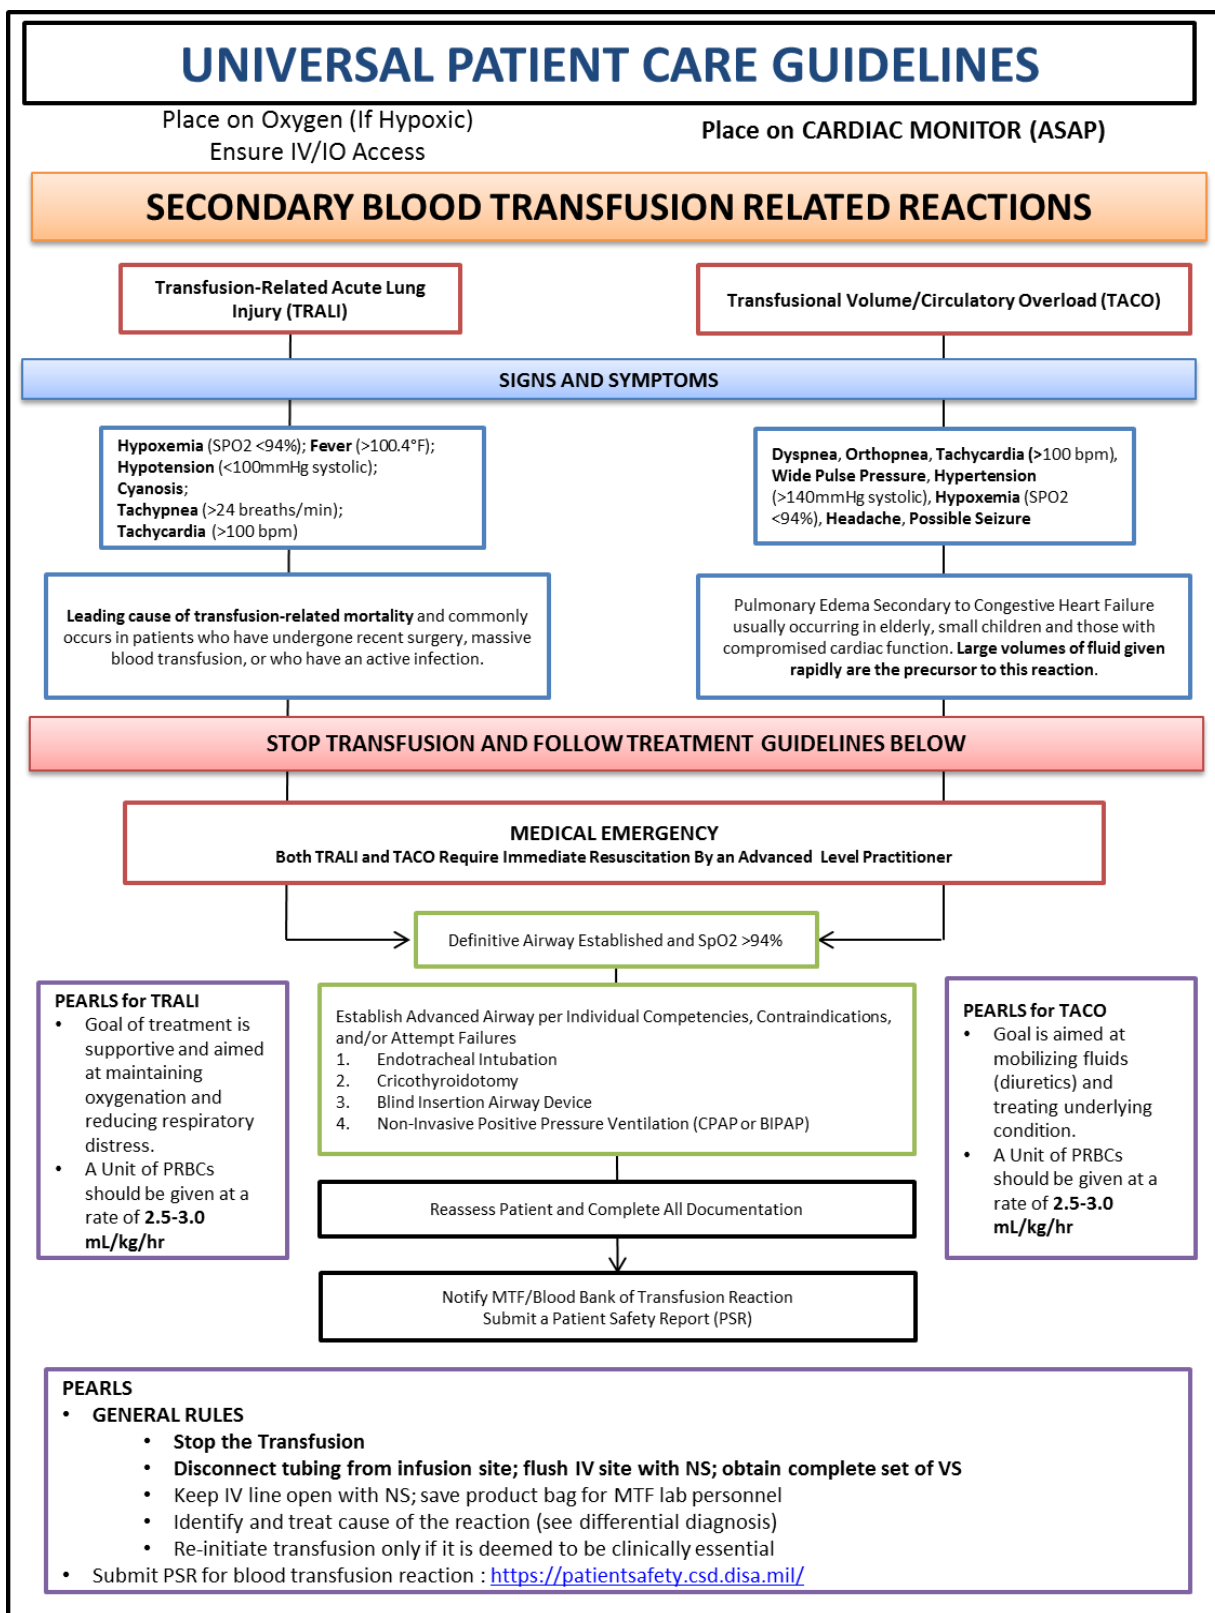 UNIVERSAL PATIENT CARE GUIDELINES
Place on Oxygen (If Hypoxic)
Ensure IV/IO Access
Place on CARDIAC MONITOR (ASAP)
SECONDARY BLOOD TRANSFUSION RELATED REACTIONS
Transfusion-Related Acute Lung
Injury (TRALI)
Transfusional Volume/Circulatory Overload (TACO)
SIGNS AND SYMPTOMS
Hypoxemia (SPO2 <94%); Fever (>100.4°F);
Hypotension (<100mmHg systolic);
Cyanosis;
Tachypnea (>24 breaths/min);
Tachycardia (>100 bpm)
Dyspnea, Orthopnea, Tachycardia (>100 bpm),
Wide Pulse Pressure, Hypertension
(>140mmHg systolic), Hypoxemia (SPO2
<94%), Headache, Possible Seizure
Leading cause of transfusion-related mortality and commonly
occurs in patients who have undergone recent surgery, massive
blood transfusion, or who have an active infection.
Pulmonary Edema Secondary to Congestive Heart Failure
usually occurring in elderly, small children and those with
compromised cardiac function. Large volumes of fluid given
rapidly are the precursor to this reaction.
STOP TRANSFUSION AND FOLLOW TREATMENT GUIDELINES BELOW
MEDICAL EMERGENCY
Both TRALI and TACO Require Immediate Resuscitation By an Advanced Level Practitioner
Definitive Airway Established and SpO2 >94%
PEARLS for TRALI
• Goal of treatment is
supportive and aimed
at maintaining
oxygenation and
reducing respiratory
distress.
• A Unit of PRBCs
should be given at a
rate of 2.5-3.0
mL/kg/hr
Establish Advanced Airway per Individual Competencies, Contraindications,
and/or Attempt Failures
1. Endotracheal Intubation
2. Cricothyroidotomy
3. Blind Insertion Airway Device
4. Non-Invasive Positive Pressure Ventilation (CPAP or BIPAP)
PEARLS for TACO
• Goal is aimed at
mobilizing fluids
(diuretics) and
treating underlying
condition.
• A Unit of PRBCs
should be given at a
rate of 2.5-3.0
mL/kg/hr
Reassess Patient and Complete All Documentation
Notify MTF/Blood Bank of Transfusion Reaction
Submit a Patient Safety Report (PSR)
PEARLS
• GENERAL RULES
• Stop the Transfusion
• Disconnect tubing from infusion site; flush IV site with NS; obtain complete set of VS
• Keep IV line open with NS; save product bag for MTF lab personnel
• Identify and treat cause of the reaction (see differential diagnosis)
• Re-initiate transfusion only if it is deemed to be clinically essential
• Submit PSR for blood transfusion reaction : https://patientsafety.csd.disa.mil/